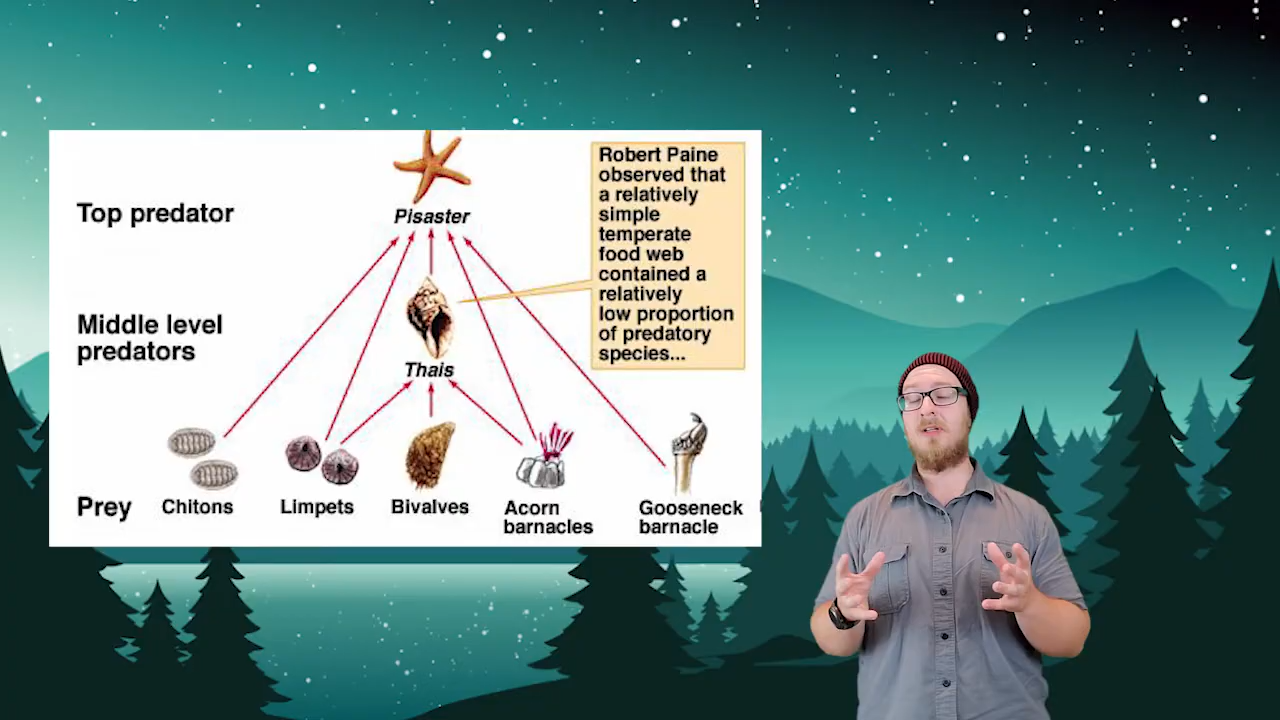 Robert Paine
observed that
a relatively
simple
temperate
food web
contained a
relatively
low proportion
of predatory
species...
Top predator
Pisaster
Middle level
predators
Thais
Prey
Chitons
Limpets
Bivalves
Acorn
barnacles
Gooseneck
barnacle